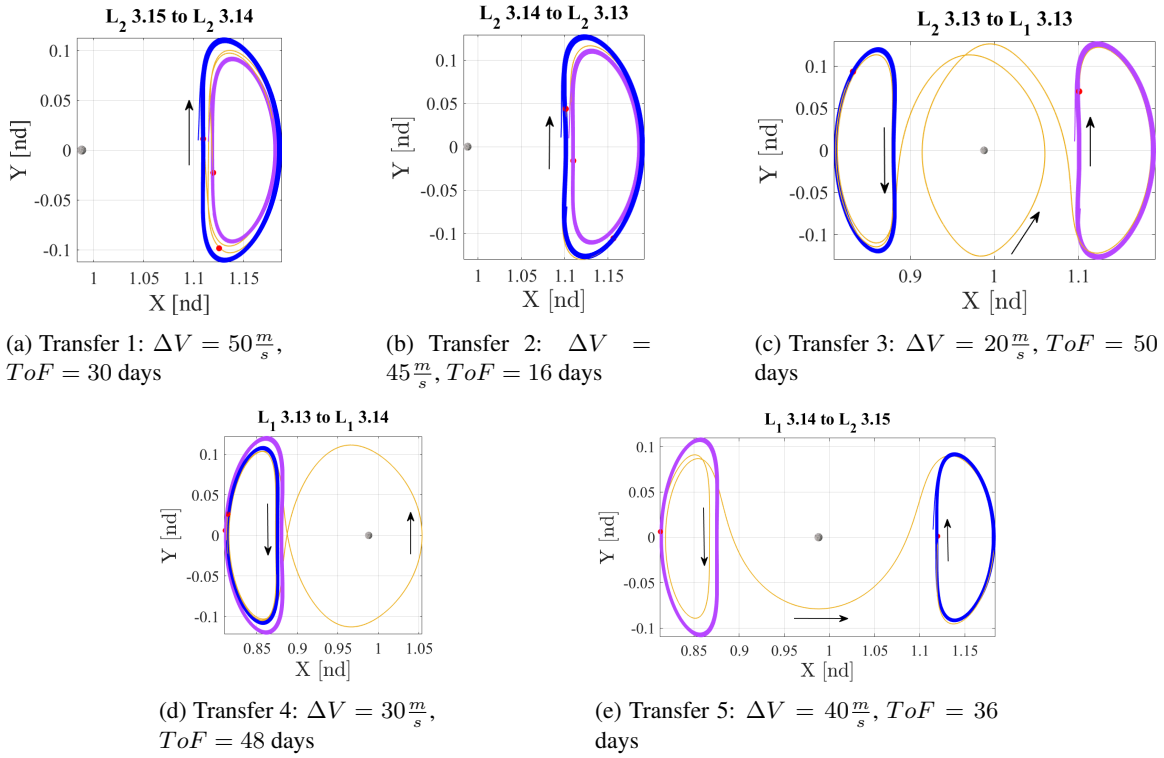 L₂ 3.15 to L₂ 3.14
0.1
0.05
0
-0.05
-0.1
Y [nd]
1 1.05 1.1 1.15
X [nd]
(a) Transfer 1: ΔV = 50 m/s,
ToF = 30 days
L₂ 3.14 to L₂ 3.13
0.1
0.05
0
-0.05
-0.1
Y [nd]
1 1.05 1.1 1.15
X [nd]
(b) Transfer 2: ΔV =
45 m/s, ToF = 16 days
L₂ 3.13 to L₁ 3.13
0.1
0.05
0
-0.05
-0.1
Y [nd]
0.9 1 1.1
X [nd]
(c) Transfer 3: ΔV = 20 m/s, ToF = 50
days
L₁ 3.13 to L₁ 3.14
0.1
0.05
0
-0.05
-0.1
Y [nd]
0.85 0.9 0.95 1 1.05
X [nd]
(d) Transfer 4: ΔV = 30 m/s,
ToF = 48 days
L₁ 3.14 to L₂ 3.15
0.1
0.05
0
-0.05
-0.1
Y [nd]
0.85 0.9 0.95 1 1.05 1.1 1.15
X [nd]
(e) Transfer 5: ΔV = 40 m/s, ToF = 36
days